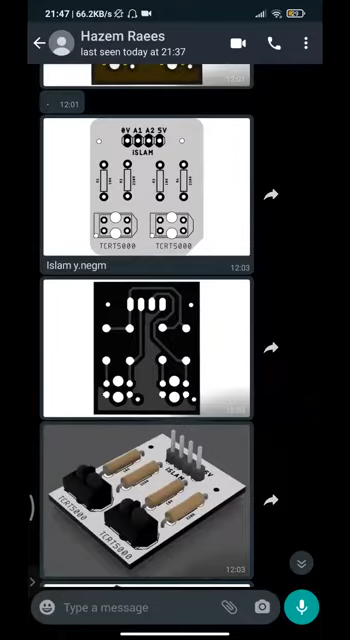 21:47 | 66.2KB/s
Hazem Raees
last seen today at 21:37
12:01
. 12:01
0V A1 A2 5V
ISLAM
TCRT5000 TCRT5000
Islam y.negm
12:03
12:03
ISLAM
5V
TCRT5000
TCRT5000
12:03
Type a message